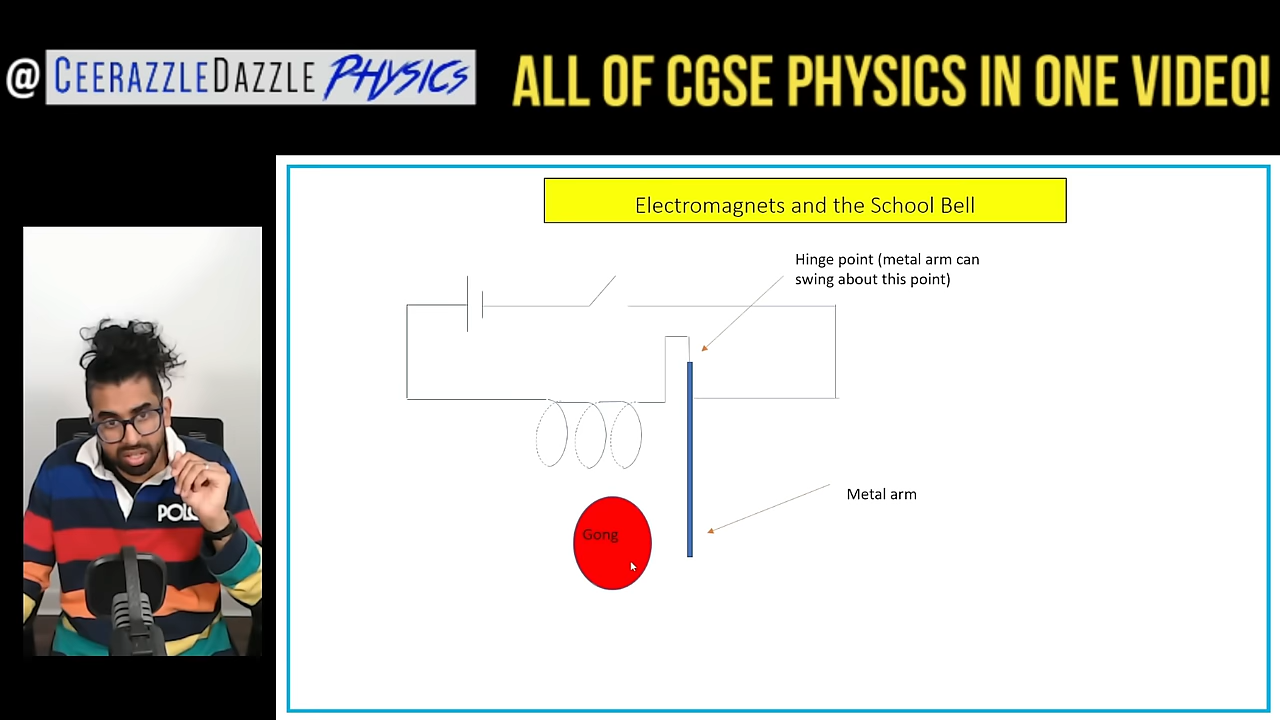 @ CEERAZZLEDAZZLE PHYSICS
ALL OF CGSE PHYSICS IN ONE VIDEO!
Electromagnets and the School Bell
Hinge point (metal arm can
swing about this point)
Metal arm
Gong
POLO